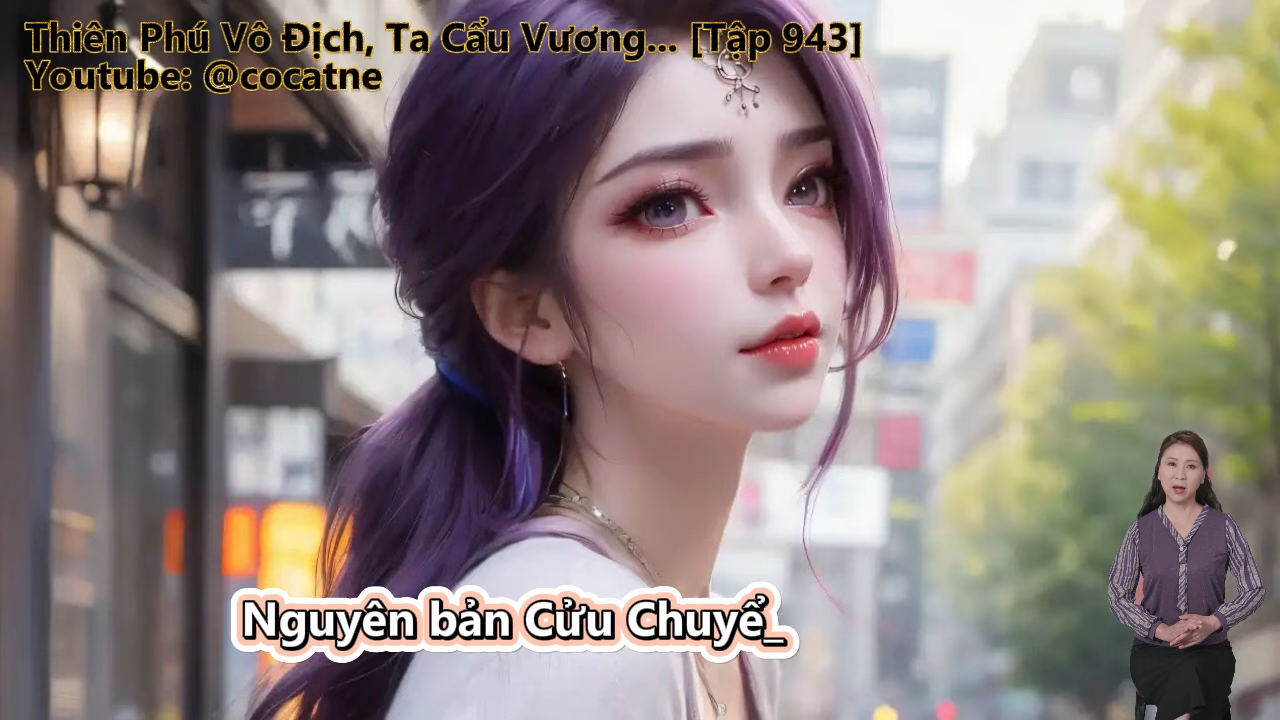 Thiên Phú Vô Địch, Ta Cẩu Vương... [Tập 943]
Youtube: @cocatne
Nguyên bản Cửu Chuyể_